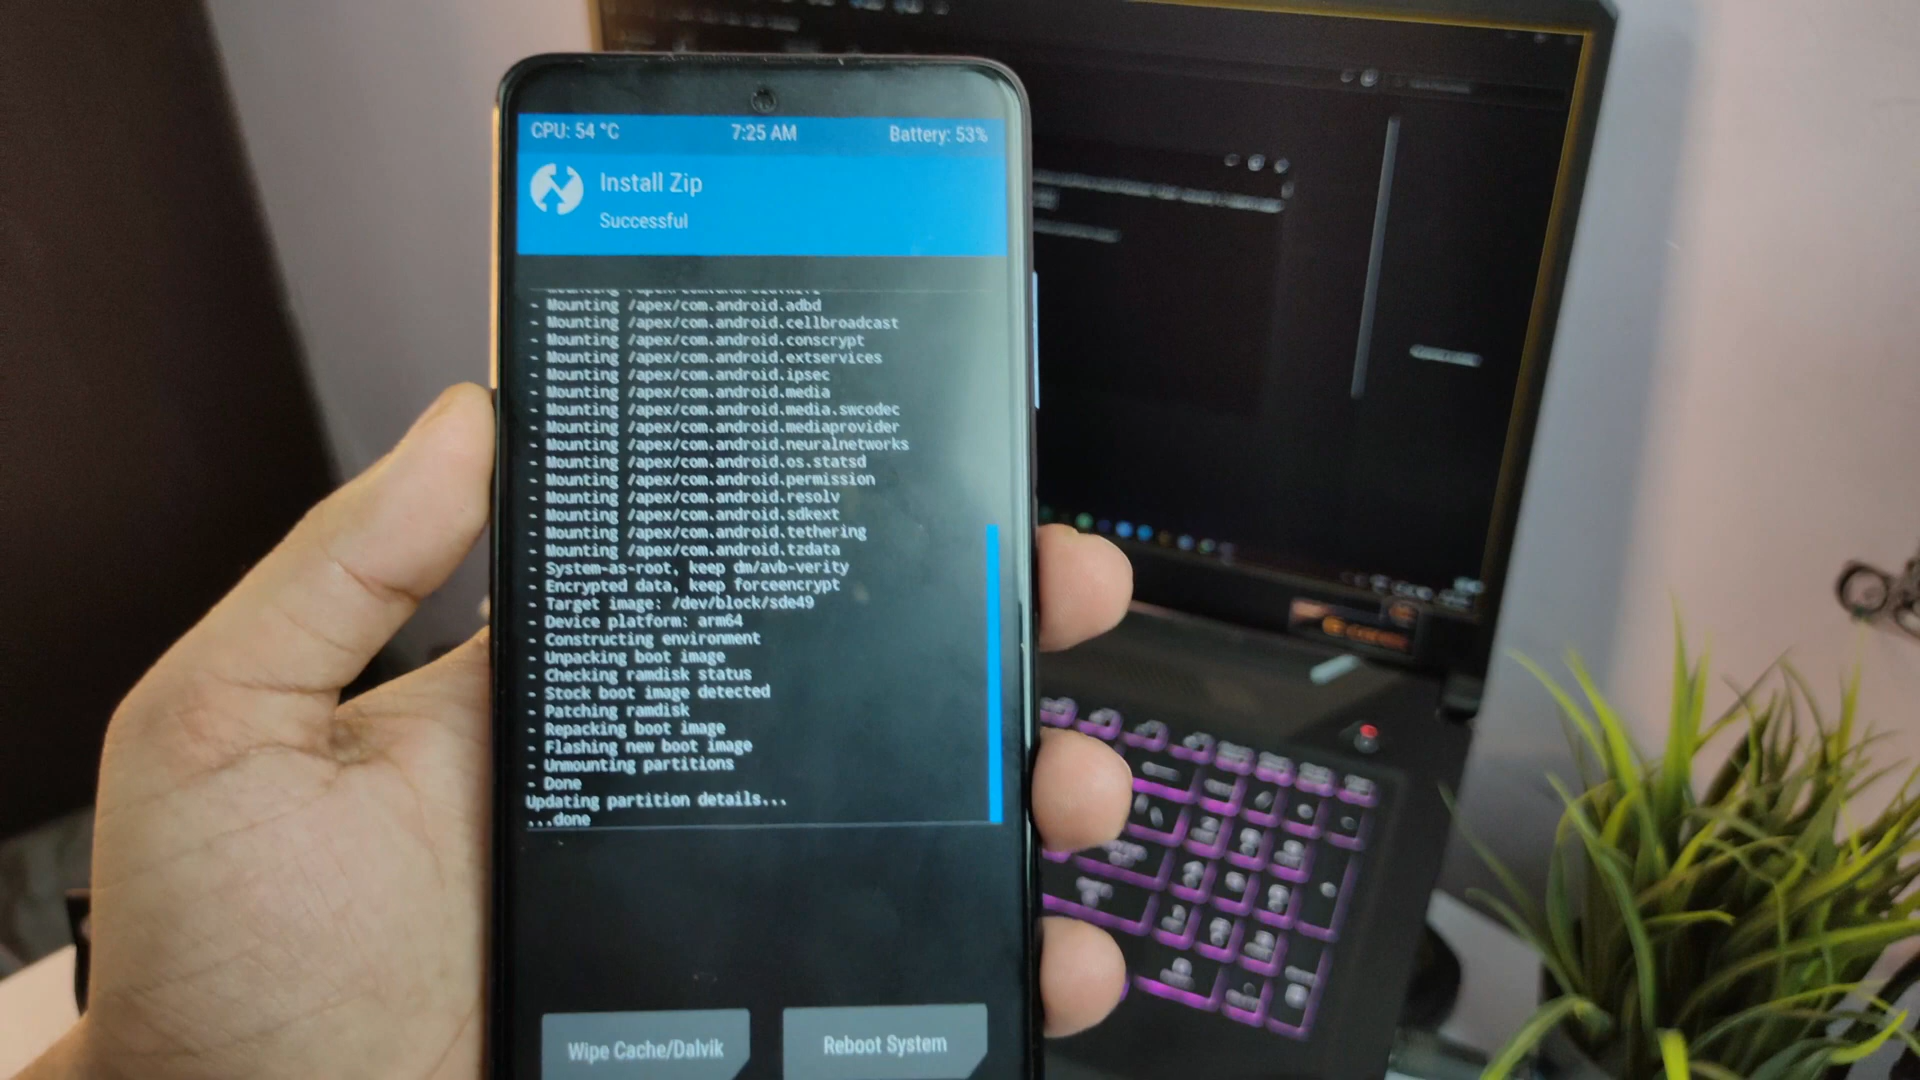 CPU: 54 °C 7:25 AM Battery: 53%
Install Zip
Successful
- Mounting /apex/com.android.adbd
- Mounting /apex/com.android.cellbroadcast
- Mounting /apex/com.android.conscrypt
- Mounting /apex/com.android.extservices
- Mounting /apex/com.android.ipsec
- Mounting /apex/com.android.media
- Mounting /apex/com.android.media.swcodec
- Mounting /apex/com.android.mediaprovider
- Mounting /apex/com.android.neuralnetworks
- Mounting /apex/com.android.os.statsd
- Mounting /apex/com.android.permission
- Mounting /apex/com.android.resolv
- Mounting /apex/com.android.sdkext
- Mounting /apex/com.android.tethering
- Mounting /apex/com.android.tzdata
- System-as-root, keep dm/avb-verity
- Encrypted data, keep forceencrypt
- Target image: /dev/block/sde49
- Device platform: arm64
- Constructing environment
- Unpacking boot image
- Checking ramdisk status
- Stock boot image detected
- Patching ramdisk
- Repacking boot image
- Flashing new boot image
- Unmounting partitions
- Done
Updating partition details...
...done
Wipe Cache/Dalvik
Reboot System